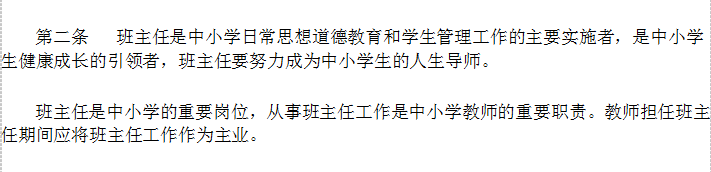 第二条　班主任是中小学日常思想道德教育和学生管理工作的主要实施者，是中小学
生健康成长的引领者，班主任要努力成为中小学生的人生导师。
班主任是中小学的重要岗位，从事班主任工作是中小学教师的重要职责。教师担任班主
任期间应将班主任工作作为主业。